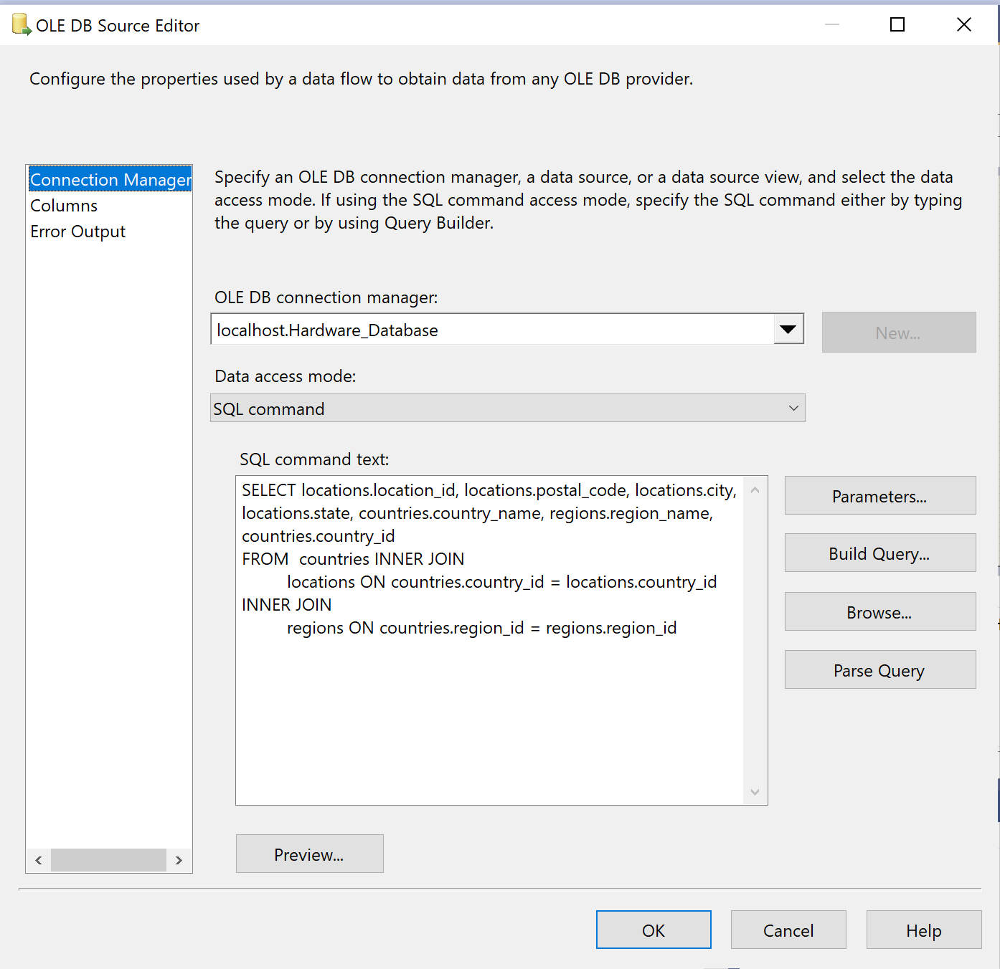 OLE DB Source Editor
Configure the properties used by a data flow to obtain data from any OLE DB provider.
Connection Manager
Columns
Error Output
Specify an OLE DB connection manager, a data source, or a data source view, and select the data
access mode. If using the SQL command access mode, specify the SQL command either by typing
the query or by using Query Builder.
OLE DB connection manager:
localhost.Hardware_Database
New...
Data access mode:
SQL command
SQL command text:
SELECT locations.location_id, locations.postal_code, locations.city,
locations.state, countries.country_name, regions.region_name,
countries.country_id
FROM  countries INNER JOIN
locations ON countries.country_id = locations.country_id
INNER JOIN
regions ON countries.region_id = regions.region_id
Parameters...
Build Query...
Browse...
Parse Query
Preview...
OK
Cancel
Help